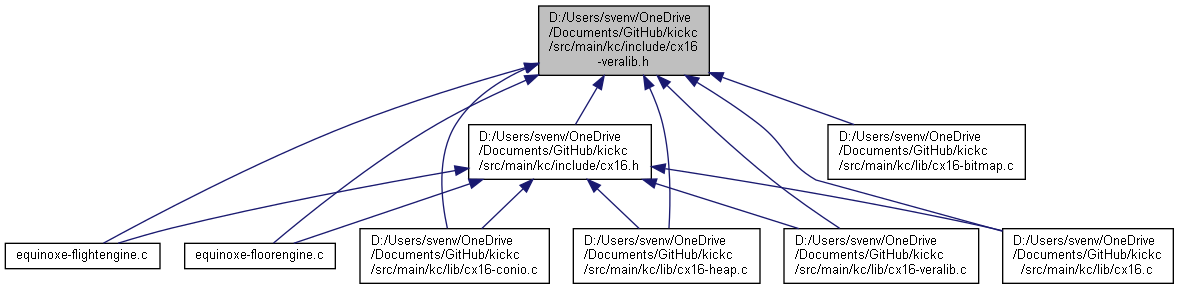 D:/Users/svenw/OneDrive
/Documents/GitHub/kickc
/src/main/kc/include/cx16
-veralib.h
D:/Users/svenw/OneDrive
/Documents/GitHub/kickc
/src/main/kc/include/cx16.h
D:/Users/svenw/OneDrive
/Documents/GitHub/kickc
/src/main/kc/lib/cx16-bitmap.c
equinoxe-flightengine.c
equinoxe-floorengine.c
D:/Users/svenw/OneDrive
/Documents/GitHub/kickc
/src/main/kc/lib/cx16-conio.c
D:/Users/svenw/OneDrive
/Documents/GitHub/kickc
/src/main/kc/lib/cx16-heap.c
D:/Users/svenw/OneDrive
/Documents/GitHub/kickc
/src/main/kc/lib/cx16-veralib.c
D:/Users/svenw/OneDrive
/Documents/GitHub/kickc
/src/main/kc/lib/cx16.c